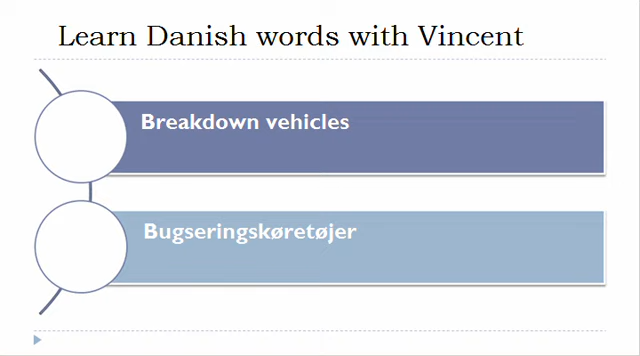 Learn Danish words with Vincent
Breakdown vehicles
Bugseringskøretøjer